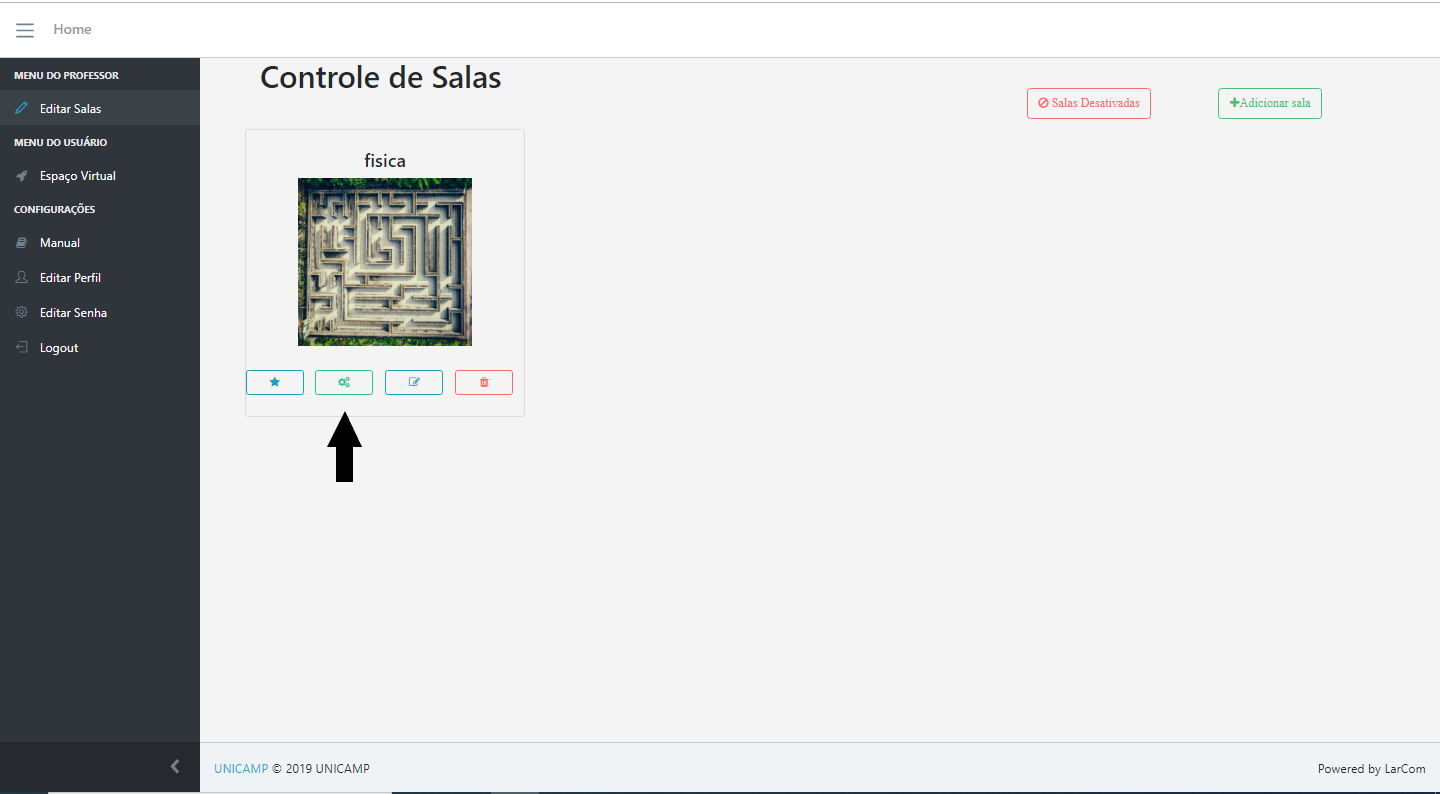 Home
MENU DO PROFESSOR
Editar Salas
MENU DO USUÁRIO
Espaço Virtual
CONFIGURAÇÕES
Manual
Editar Perfil
Editar Senha
Logout
Controle de Salas
Salas Desativadas
Adicionar sala
fisica
UNICAMP © 2019 UNICAMP
Powered by LarCom